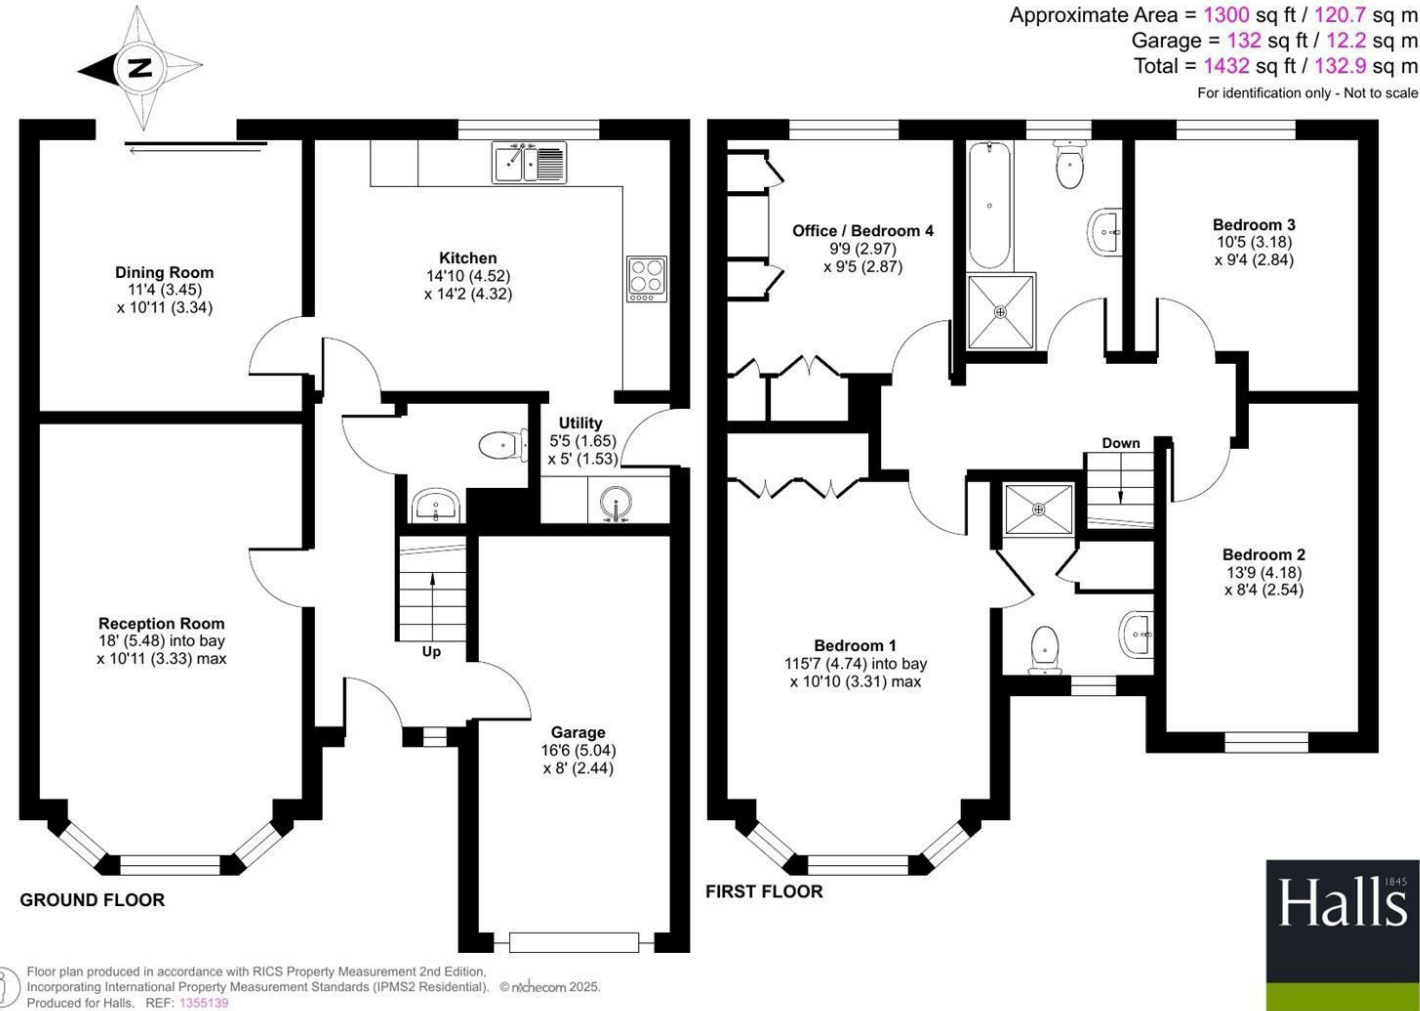 Approximate Area = 1300 sq ft / 120.7 sq m
Garage = 132 sq ft / 12.2 sq m
Total = 1432 sq ft / 132.9 sq m
For identification only - Not to scale
N
Dining Room
11'4 (3.45)
x 10'11 (3.34)
Kitchen
14'10 (4.52)
x 14'2 (4.32)
Utility
5'5 (1.65)
x 5' (1.53)
Reception Room
18' (5.48) into bay
x 10'11 (3.33) max
Up
Garage
16'6 (5.04)
x 8' (2.44)
GROUND FLOOR
Office / Bedroom 4
9'9 (2.97)
x 9'5 (2.87)
Bedroom 3
10'5 (3.18)
x 9'4 (2.84)
Down
Bedroom 2
13'9 (4.18)
x 8'4 (2.54)
Bedroom 1
115'7 (4.74) into bay
x 10'10 (3.31) max
FIRST FLOOR
Halls
1845
Floor plan produced in accordance with RICS Property Measurement 2nd Edition,
Incorporating International Property Measurement Standards (IPMS2 Residential). © nıchecom 2025.
Produced for Halls. REF: 1355139